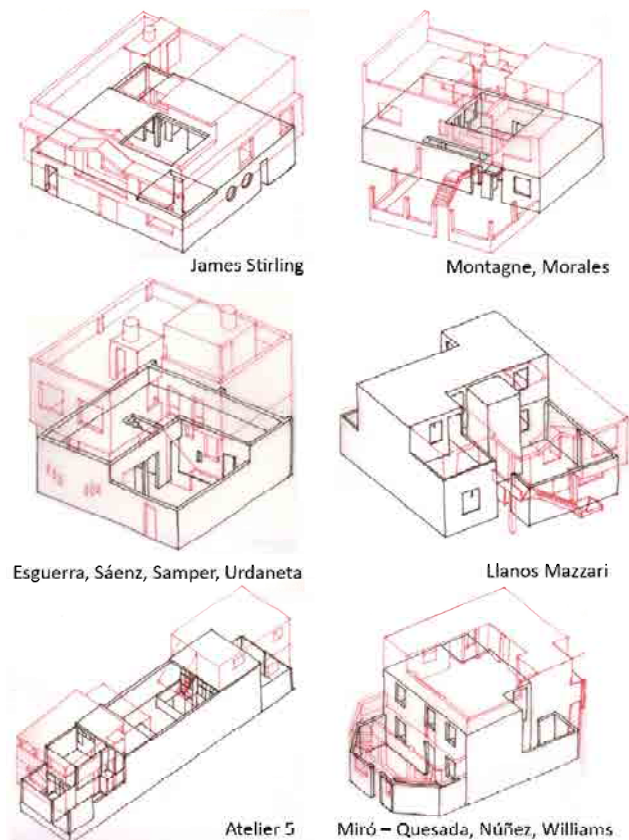 James Stirling
Montagne, Morales
Esguerra, Sáenz, Samper, Urdaneta
Llanos Mazzari
Atelier 5
Miró – Quesada, Núñez, Williams